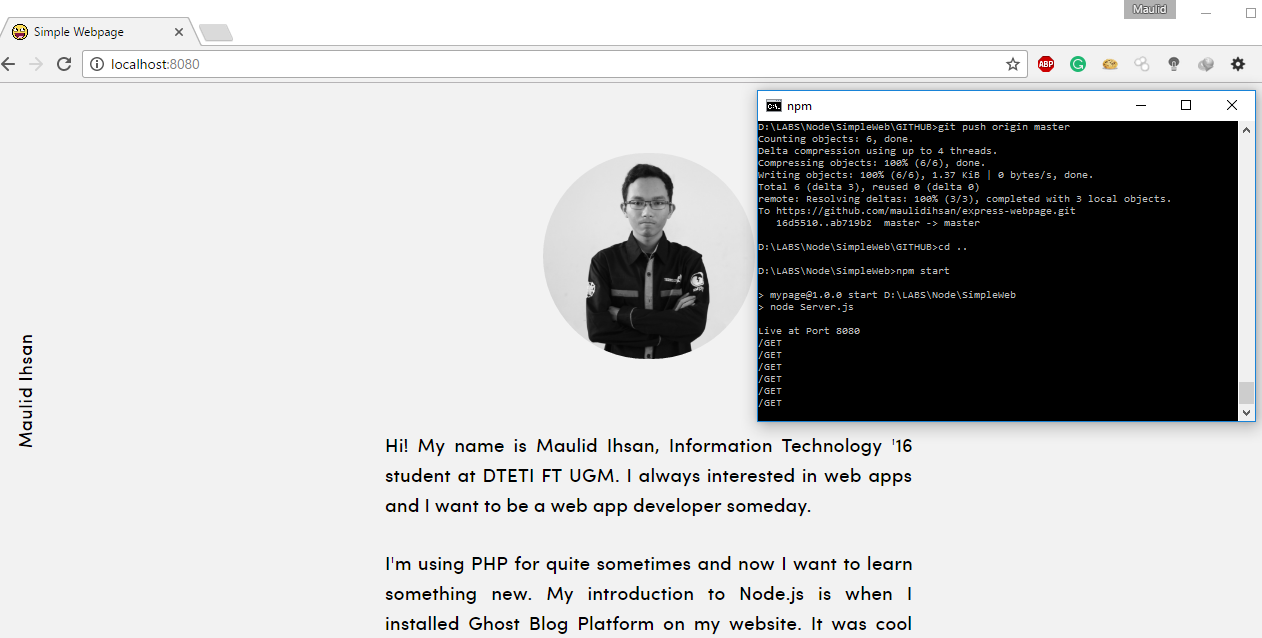 Maulid
Simple Webpage
localhost:8080
ABP
npm
D:\LABS\Node\SimpleWeb\GITHUB>git push origin master
Counting objects: 6, done.
Delta compression using up to 4 threads.
Compressing objects: 100% (6/6), done.
Writing objects: 100% (6/6), 1.37 KiB | 0 bytes/s, done.
Total 6 (delta 3), reused 0 (delta 0)
remote: Resolving deltas: 100% (3/3), completed with 3 local objects.
To https://github.com/maulidihsan/express-webpage.git
16d5510..ab719b2  master -> master
D:\LABS\Node\SimpleWeb\GITHUB>cd ..
D:\LABS\Node\SimpleWeb>npm start
> mypage@1.0.0 start D:\LABS\Node\SimpleWeb
> node Server.js
Live at Port 8080
/GET
/GET
/GET
/GET
/GET
/GET
Maulid Ihsan
Hi! My name is Maulid Ihsan, Information Technology '16
student at DTETI FT UGM. I always interested in web apps
and I want to be a web app developer someday.
I'm using PHP for quite sometimes and now I want to learn
something new. My introduction to Node.js is when I
installed Ghost Blog Platform on my website. It was cool